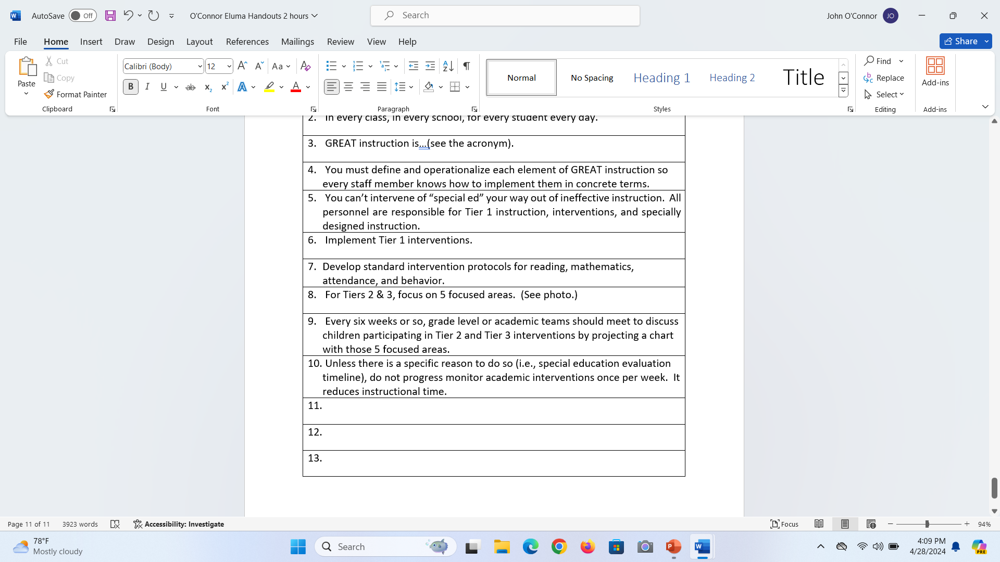 AutoSave Off O'Connor Eluma Handouts 2 hours Search John O'Connor JO
File Home Insert Draw Design Layout References Mailings Review View Help Share
Paste Cut Copy Format Painter
Calibri (Body) 12 Aa
B I U ab x₂ x² A A
Normal No Spacing Heading 1 Heading 2 Title
Find Replace Select
Add-ins
Clipboard Font Paragraph Styles Editing Add-ins
2. In every class, in every school, for every student every day.
3. GREAT instruction is...(see the acronym).
4. You must define and operationalize each element of GREAT instruction so
every staff member knows how to implement them in concrete terms.
5. You can’t intervene of “special ed” your way out of ineffective instruction. All
personnel are responsible for Tier 1 instruction, interventions, and specially
designed instruction.
6. Implement Tier 1 interventions.
7. Develop standard intervention protocols for reading, mathematics,
attendance, and behavior.
8. For Tiers 2 & 3, focus on 5 focused areas. (See photo.)
9. Every six weeks or so, grade level or academic teams should meet to discuss
children participating in Tier 2 and Tier 3 interventions by projecting a chart
with those 5 focused areas.
10. Unless there is a specific reason to do so (i.e., special education evaluation
timeline), do not progress monitor academic interventions once per week. It
reduces instructional time.
11.
12.
13.
Page 11 of 11 3923 words Accessibility: Investigate Focus 94%
78°F
Mostly cloudy
Search
4:09 PM
4/28/2024
PRE